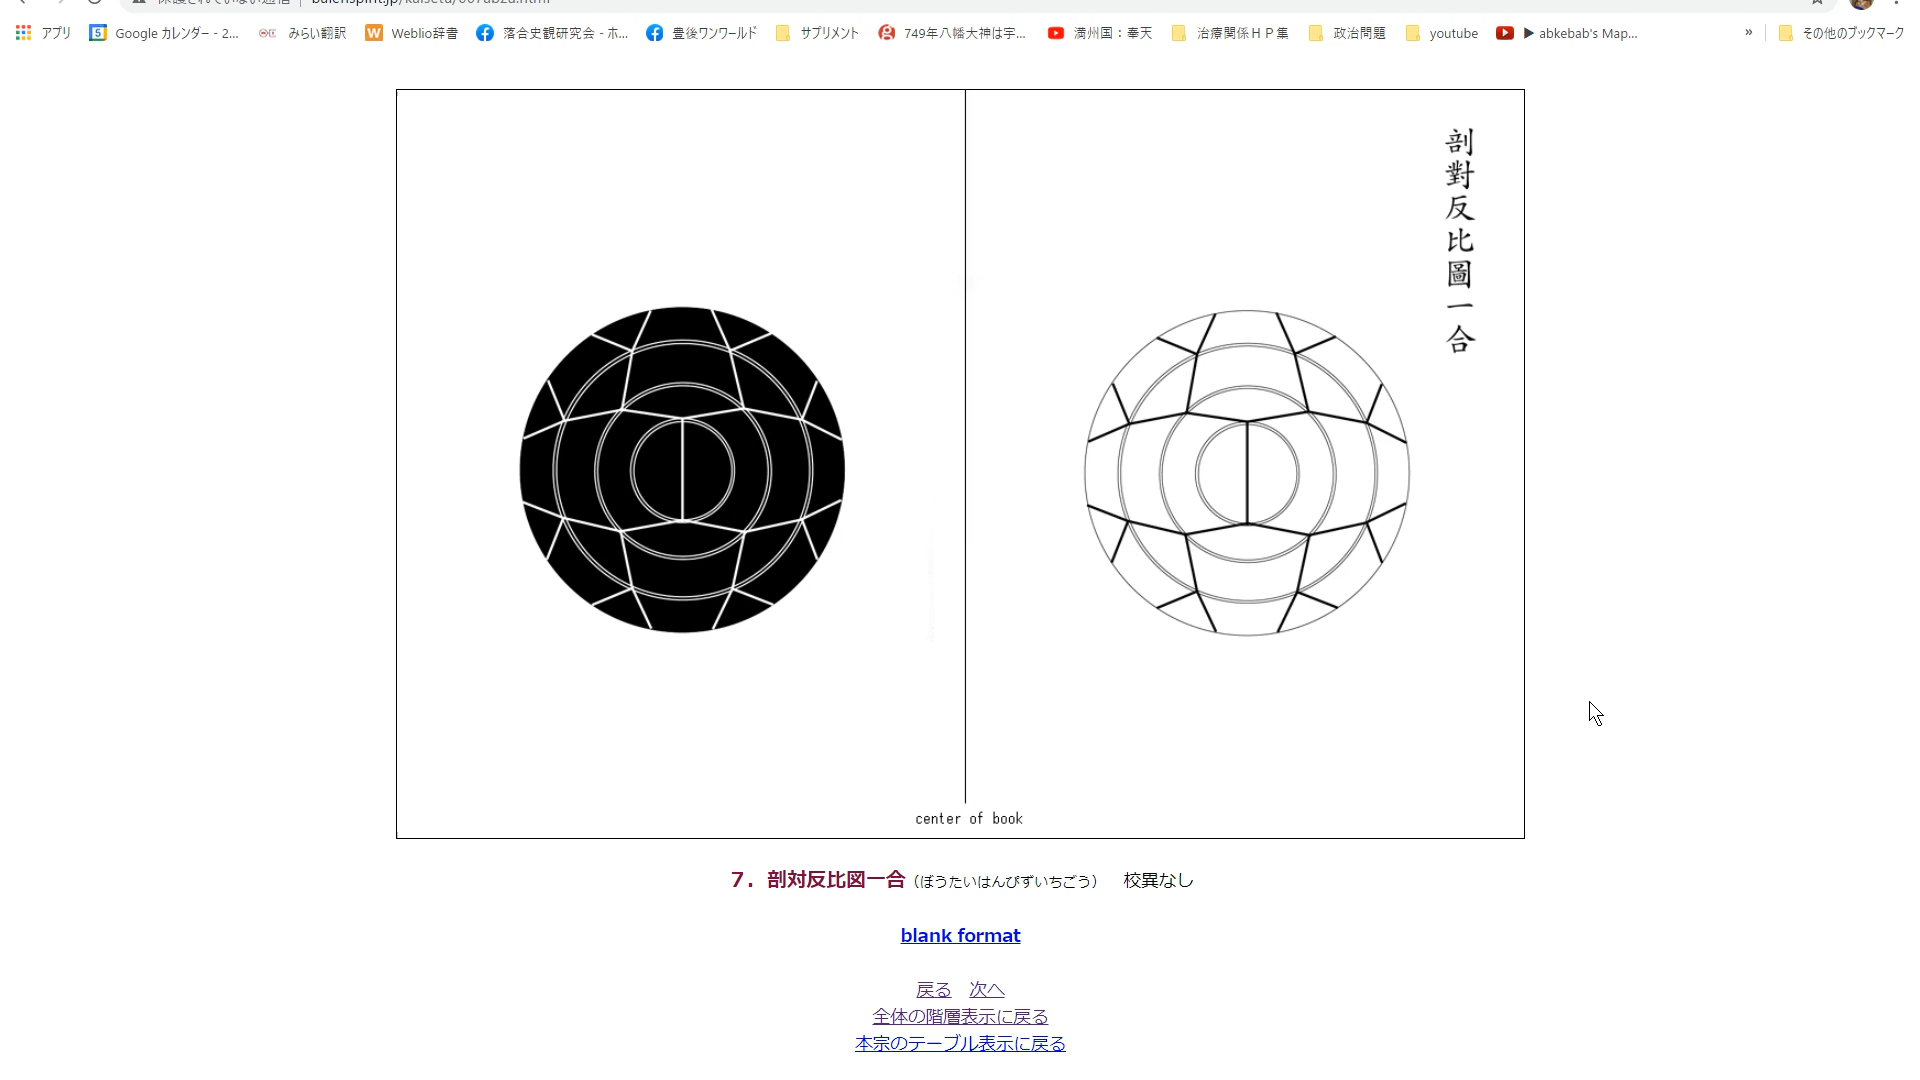 アプリ Google カレンダー - 2... みらい翻訳 Weblio辞書 落合史観研究会 - ホ... 豊後ワンワールド サプリメント 749年八幡大神は宇... 満州国：奉天 治療関係ＨＰ集 政治問題 youtube ▶ abkebab's Map... » その他のブックマーク
剖對反比圖一合
center of book
７．剖対反比図一合（ぼうたいはんぴずいちごう） 校異なし
blank format
戻る 次へ
全体の階層表示に戻る
本宗のテーブル表示に戻る